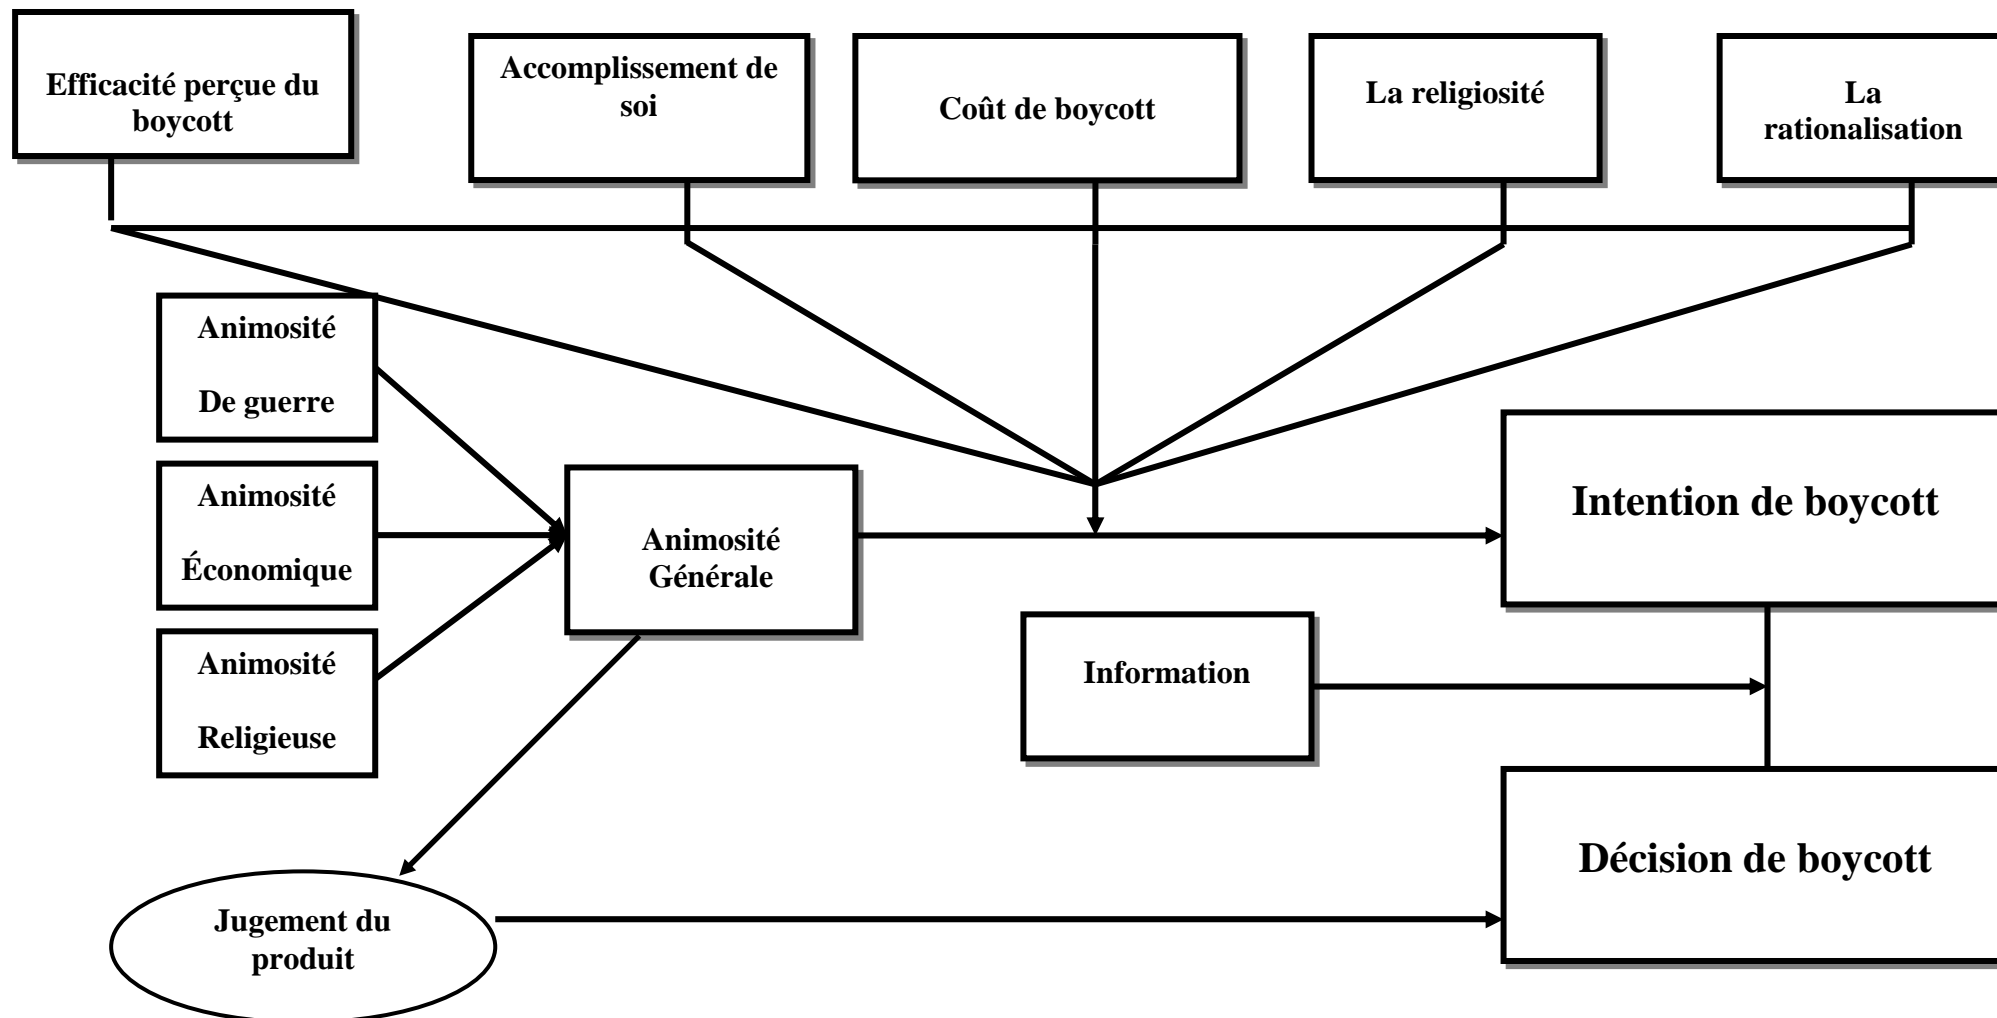 Efficacité perçue du
boycott
Accomplissement de
soi
Coût de boycott
La religiosité
La
rationalisation
Animosité
De guerre
Animosité
Économique
Animosité
Religieuse
Animosité
Générale
Intention de boycott
Information
Décision de boycott
Jugement du
produit